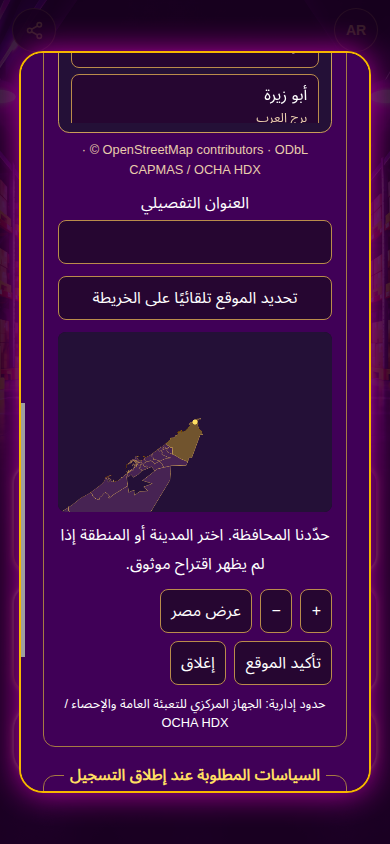 AR
أبو زيرة
برج العرب
· © OpenStreetMap contributors · ODbL
CAPMAS / OCHA HDX
العنوان التفصيلي
تحديد الموقع تلقائيًا على الخريطة
حدّدنا المحافظة. اختر المدينة أو المنطقة إذا
لم يظهر اقتراح موثوق.
+ − عرض مصر
تأكيد الموقع إغلاق
حدود إدارية: الجهاز المركزي للتعبئة العامة والإحصاء /
OCHA HDX
السياسات المطلوبة عند إطلاق التسجيل